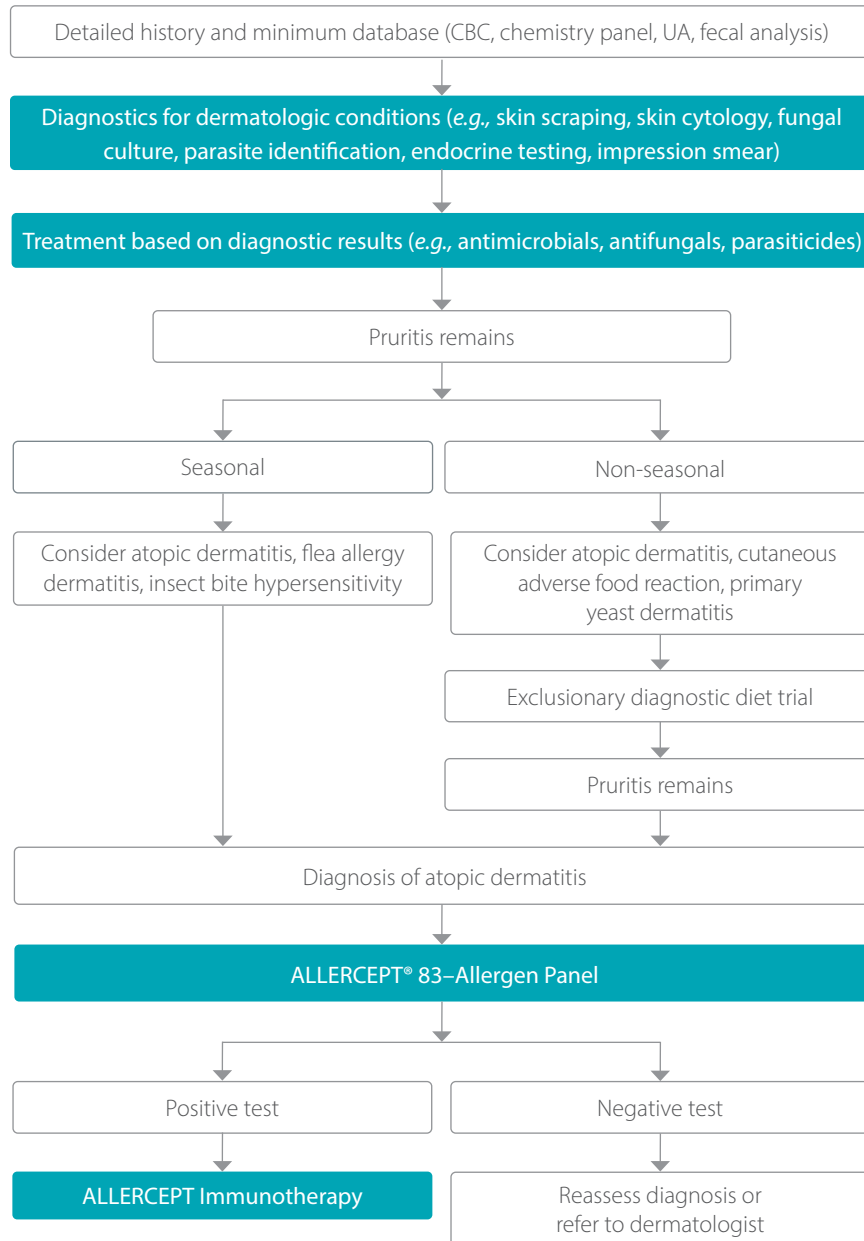 Detailed history and minimum database (CBC, chemistry panel, UA, fecal analysis)
Diagnostics for dermatologic conditions (e.g., skin scraping, skin cytology, fungal
culture, parasite identification, endocrine testing, impression smear)
Treatment based on diagnostic results (e.g., antimicrobials, antifungals, parasiticides)
Pruritis remains
Seasonal
Non-seasonal
Consider atopic dermatitis, flea allergy
dermatitis, insect bite hypersensitivity
Consider atopic dermatitis, cutaneous
adverse food reaction, primary
yeast dermatitis
Exclusionary diagnostic diet trial
Pruritis remains
Diagnosis of atopic dermatitis
ALLERCEPT® 83–Allergen Panel
Positive test
Negative test
ALLERCEPT Immunotherapy
Reassess diagnosis or
refer to dermatologist